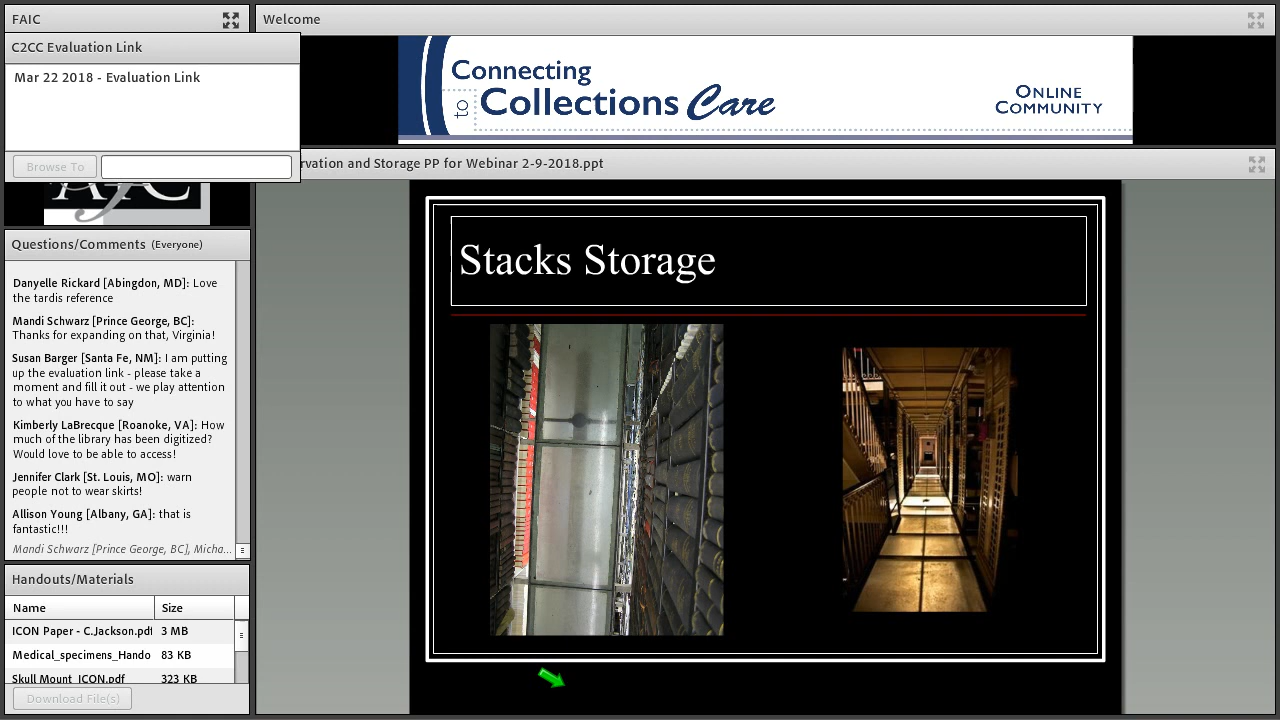 FAIC
Welcome
C2CC Evaluation Link
Mar 22 2018 - Evaluation Link
Browse To
Connecting
to Collections Care
ONLINE
COMMUNITY
rvation and Storage PP for Webinar 2-9-2018.ppt
Questions/Comments (Everyone)
Danyelle Rickard [Abingdon, MD]: Love
the tardis reference
Mandi Schwarz [Prince George, BC]:
Thanks for expanding on that, Virginia!
Susan Barger [Santa Fe, NM]: I am putting
up the evaluation link - please take a
moment and fill it out - we play attention
to what you have to say
Kimberly LaBrecque [Roanoke, VA]: How
much of the library has been digitized?
Would love to be able to access!
Jennifer Clark [St. Louis, MO]: warn
people not to wear skirts!
Allison Young [Albany, GA]: that is
fantastic!!!
Mandi Schwarz [Prince George, BC], Micha...
Handouts/Materials
Name Size
ICON Paper - C.Jackson.pdf 3 MB
Medical_specimens_Hando 83 KB
Skull Mount_ICON.pdf 323 KB
Download File(s)
Stacks Storage